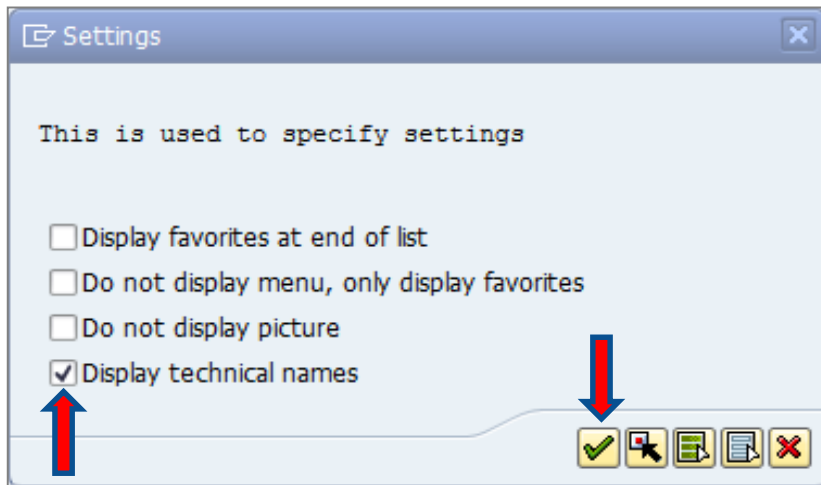 Settings
This is used to specify settings
Display favorites at end of list
Do not display menu, only display favorites
Do not display picture
Display technical names